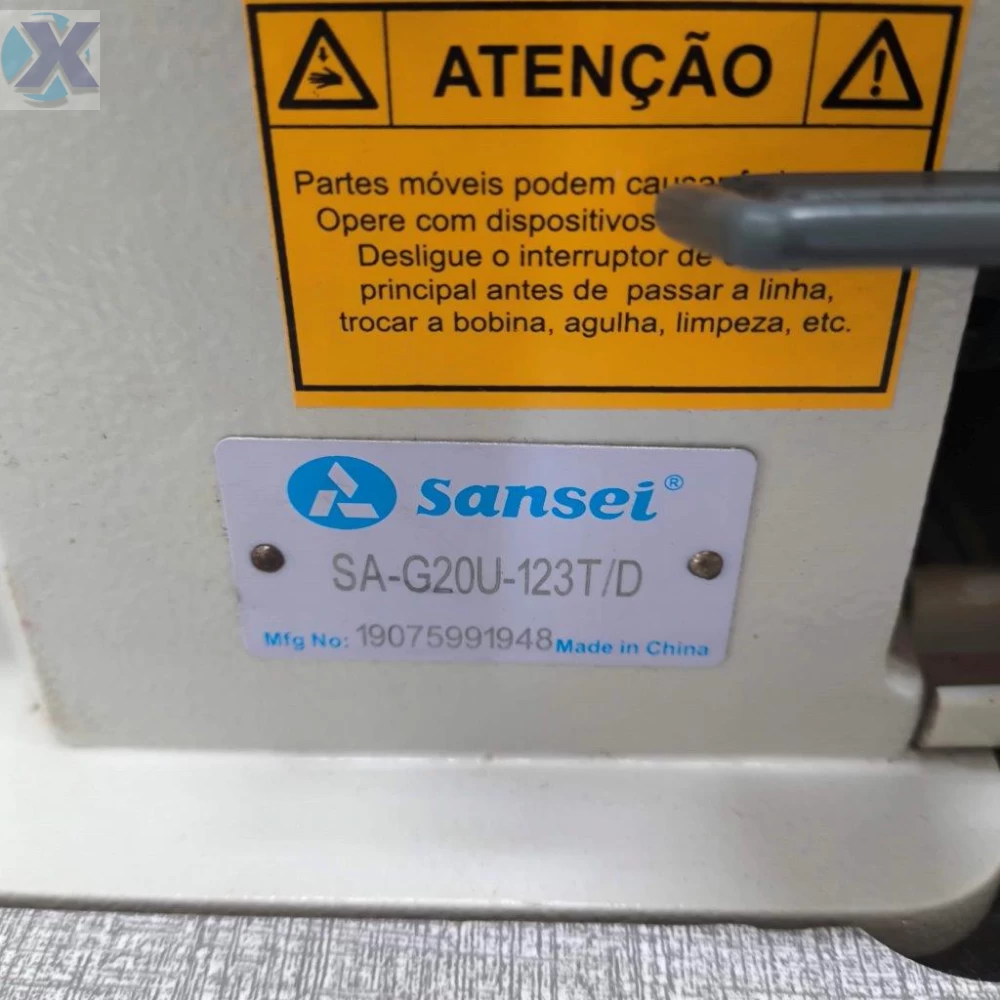 X
ATENÇÃO
Partes móveis podem causar
Opere com dispositivos
Desligue o interruptor de
principal antes de passar a linha,
trocar a bobina, agulha, limpeza, etc.
sansei®
SA-G20U-123T/D
Mfg No: 19075991948 Made in China